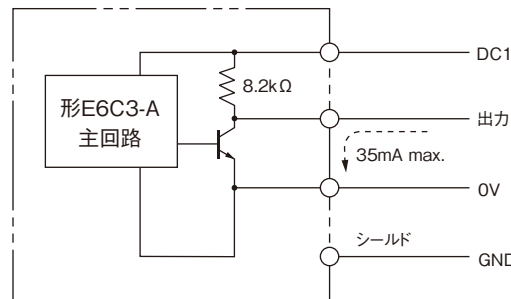 DC1
8.2kΩ
形E6C3-A
主回路
出力
35mA max.
0V
シールド
GND